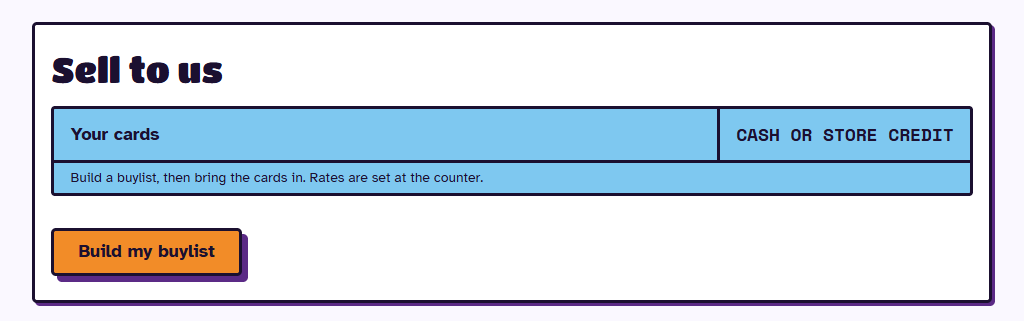 Sell to us
Your cards
CASH OR STORE CREDIT
Build a buylist, then bring the cards in. Rates are set at the counter.
Build my buylist